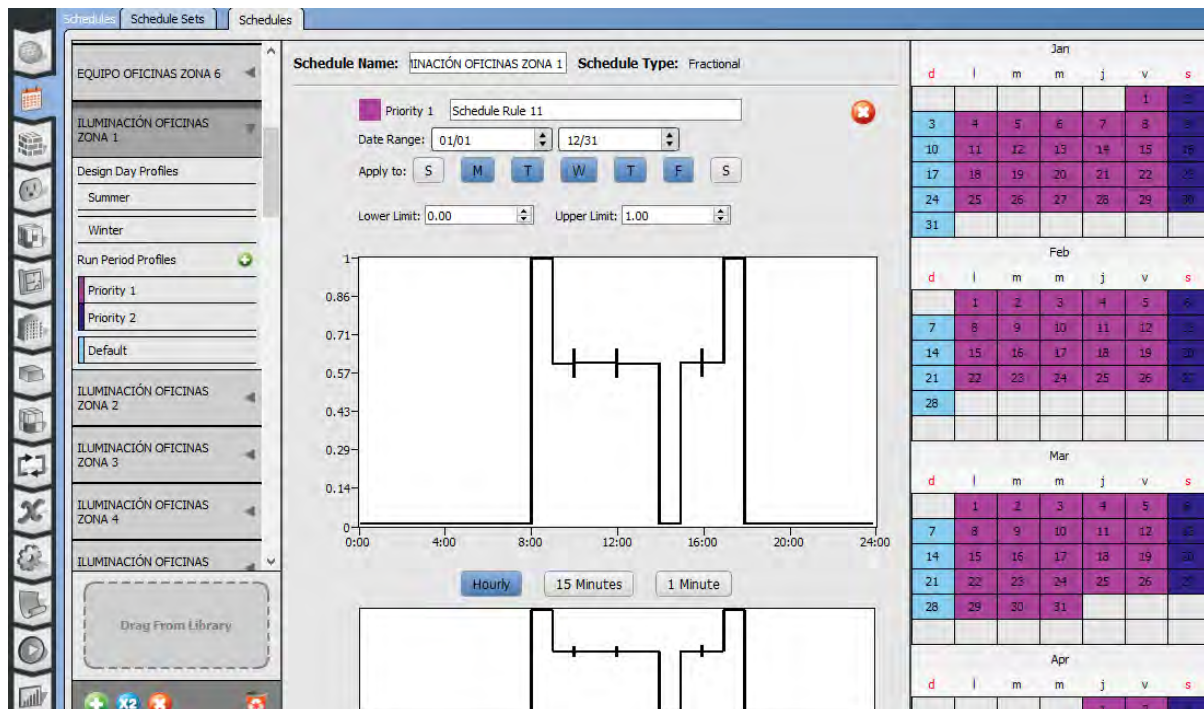 Schedules
Schedule Sets
Schedules
EQUIPO OFICINAS ZONA 6
ILUMINACIÓN OFICINAS
ZONA 1
Design Day Profiles
Summer
Winter
Run Period Profiles
Priority 1
Priority 2
Default
ILUMINACIÓN OFICINAS
ZONA 2
ILUMINACIÓN OFICINAS
ZONA 3
ILUMINACIÓN OFICINAS
ZONA 4
ILUMINACIÓN OFICINAS
Drag From Library
X2
Schedule Name: MINACIÓN OFICINAS ZONA 1 Schedule Type: Fractional
Priority 1 Schedule Rule 11
Date Range: 01/01 12/31
Apply to: S M T W T F S
Lower Limit: 0.00 Upper Limit: 1.00
1
0.86
0.71
0.57
0.43
0.29
0.14
0
0:00 4:00 8:00 12:00 16:00 20:00 24:00
Hourly 15 Minutes 1 Minute
Jan
d l m m j v s
1
3 4 5 6 7 8
10 11 12 13 14 15
17 18 19 20 21 22
24 25 26 27 28 29 30
31
Feb
d l m m j v s
1 2 3 4 5 6
7 8 9 10 11 12
14 15 16 17 18 19
21 22 23 24 25 26
28
Mar
d l m m j v s
1 2 3 4 5 6
7 8 9 10 11 12
14 15 16 17 18 19
21 22 23 24 25 26
28 29 30 31
Apr
d l m m j v s